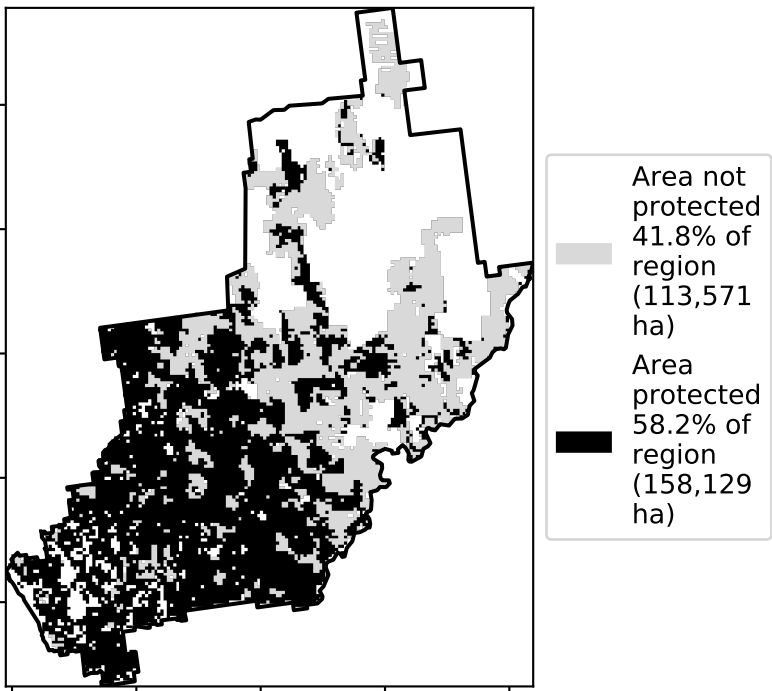 Area not
protected
41.8% of
region
(113,571
ha)
Area
protected
58.2% of
region
(158,129
ha)